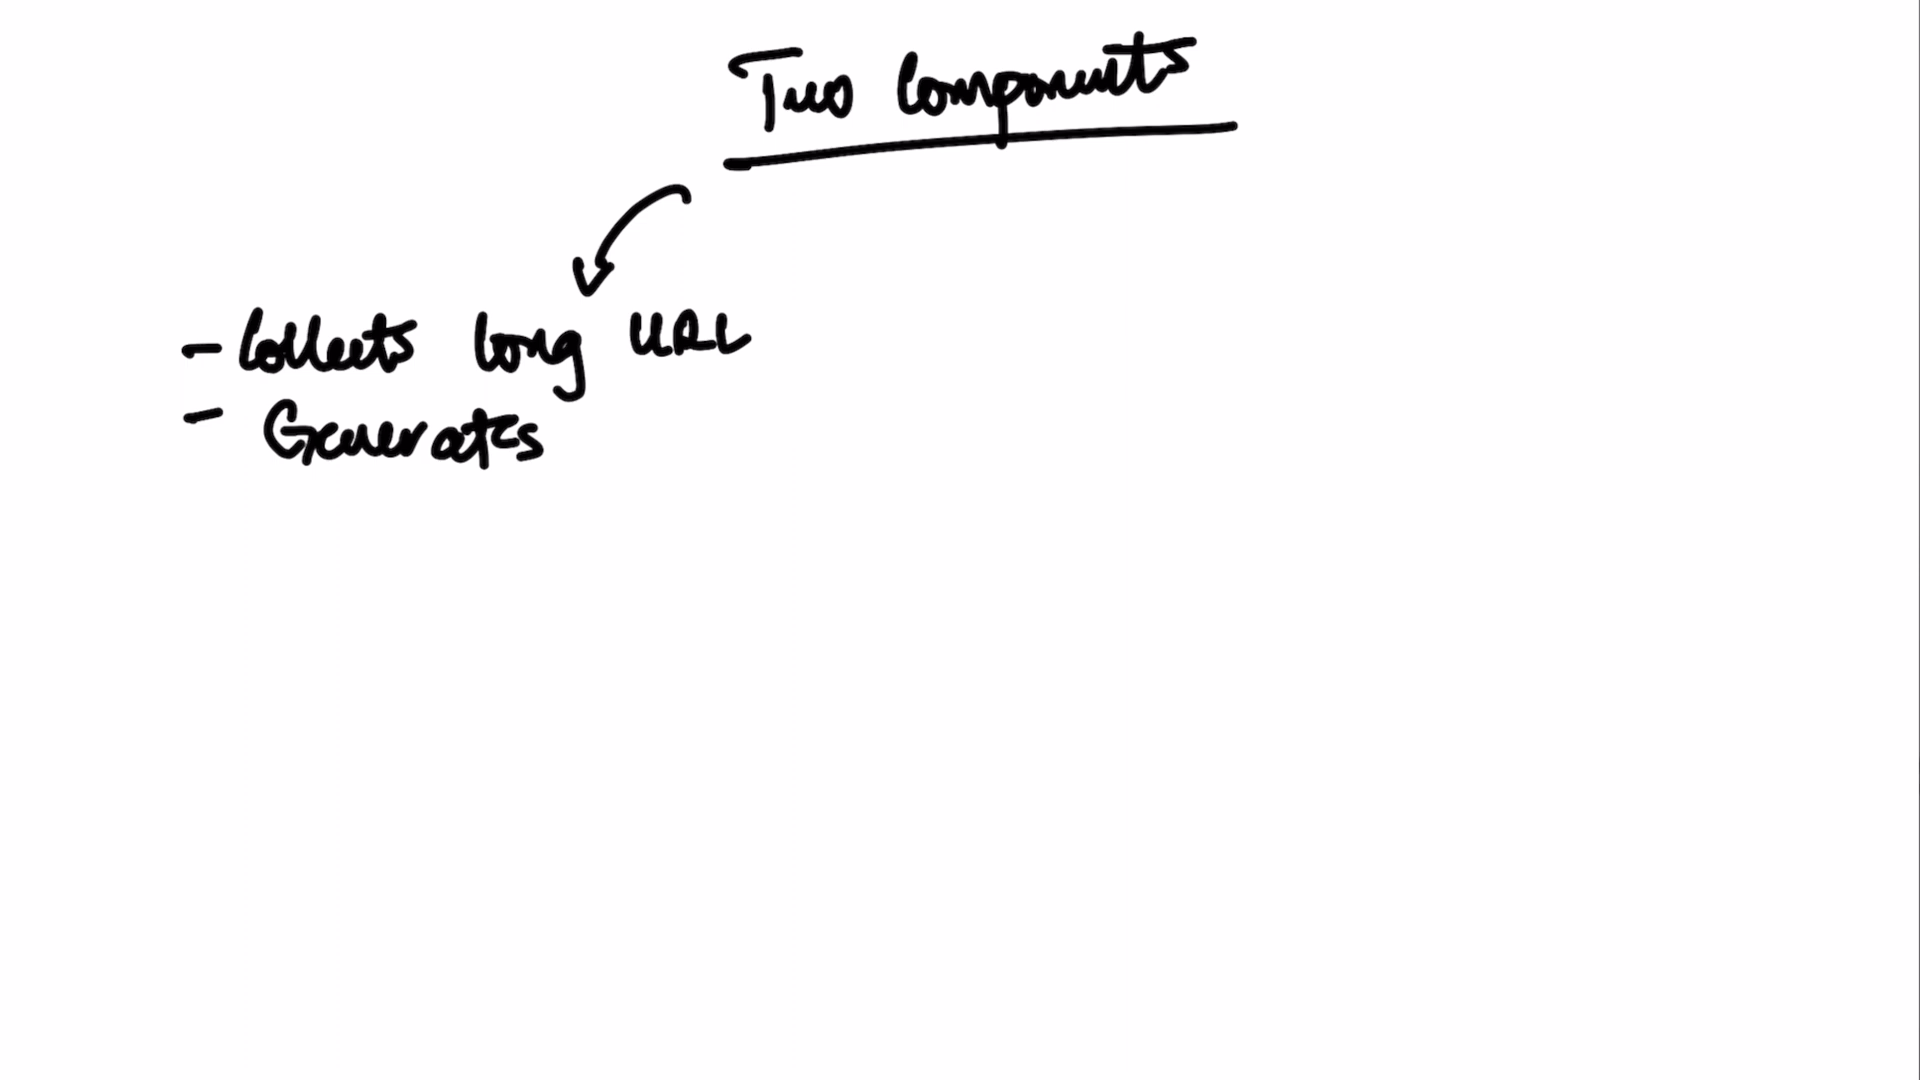 Two Components
- Collects long URL
- Generates